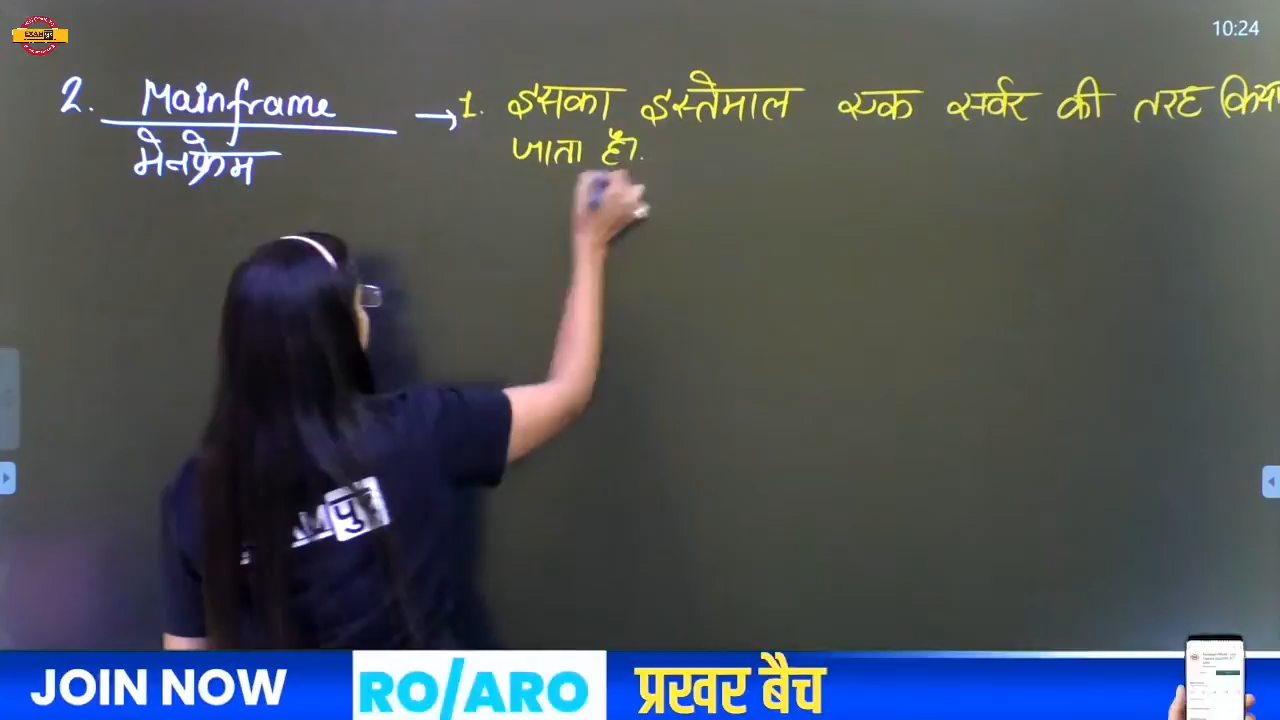 10:24
2. Mainframe → 1. इसका इस्तेमाल एक सर्वर की तरह किया
मेनफ्रेम जाता है।
पु
JOIN NOW RO/ARO प्रखर बैच